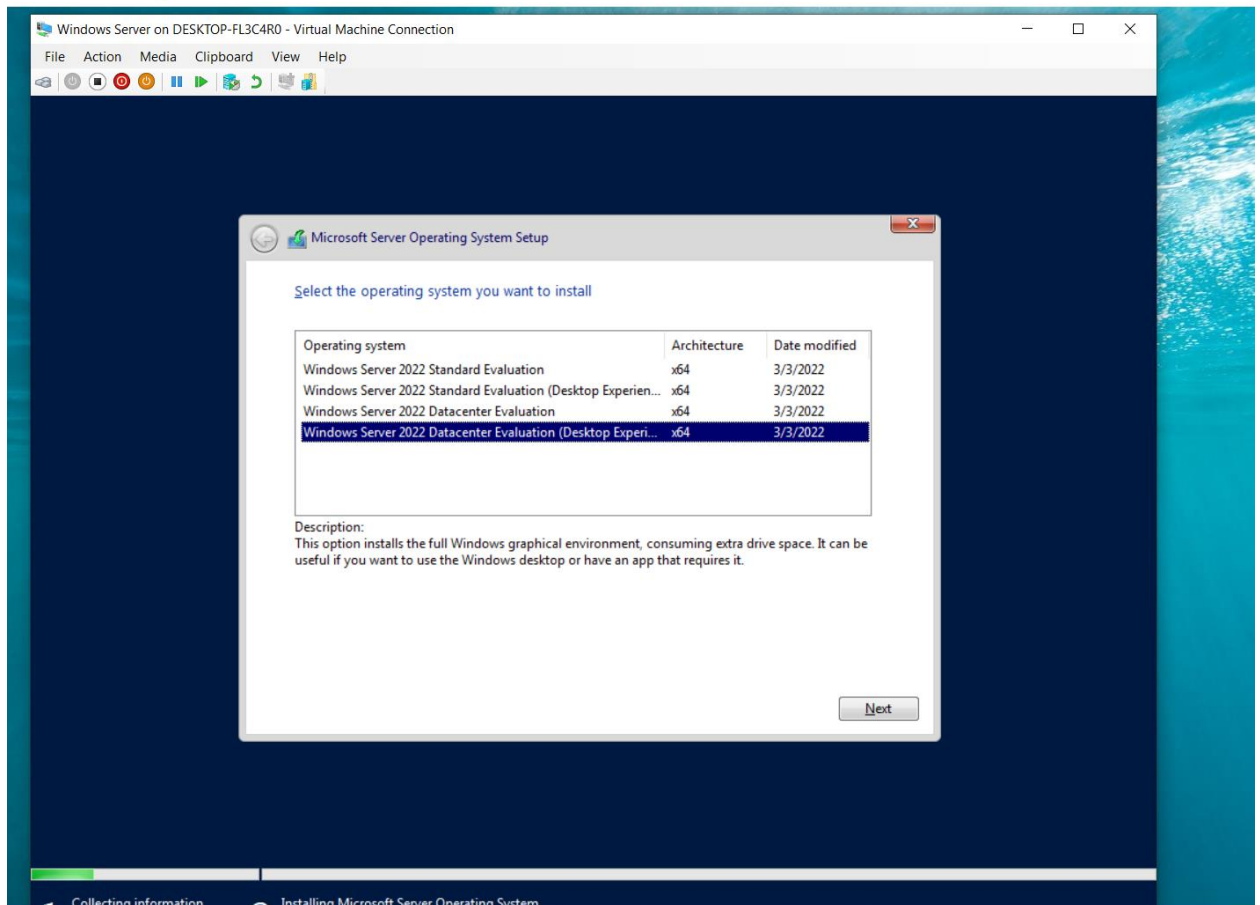 Windows Server on DESKTOP-FL3C4R0 - Virtual Machine Connection
File Action Media Clipboard View Help
Microsoft Server Operating System Setup
Select the operating system you want to install
Operating system Architecture Date modified
Windows Server 2022 Standard Evaluation x64 3/3/2022
Windows Server 2022 Standard Evaluation (Desktop Experien... x64 3/3/2022
Windows Server 2022 Datacenter Evaluation x64 3/3/2022
Windows Server 2022 Datacenter Evaluation (Desktop Experi... x64 3/3/2022
Description:
This option installs the full Windows graphical environment, consuming extra drive space. It can be
useful if you want to use the Windows desktop or have an app that requires it.
Next
Collecting information Installing Microsoft Server Operating System